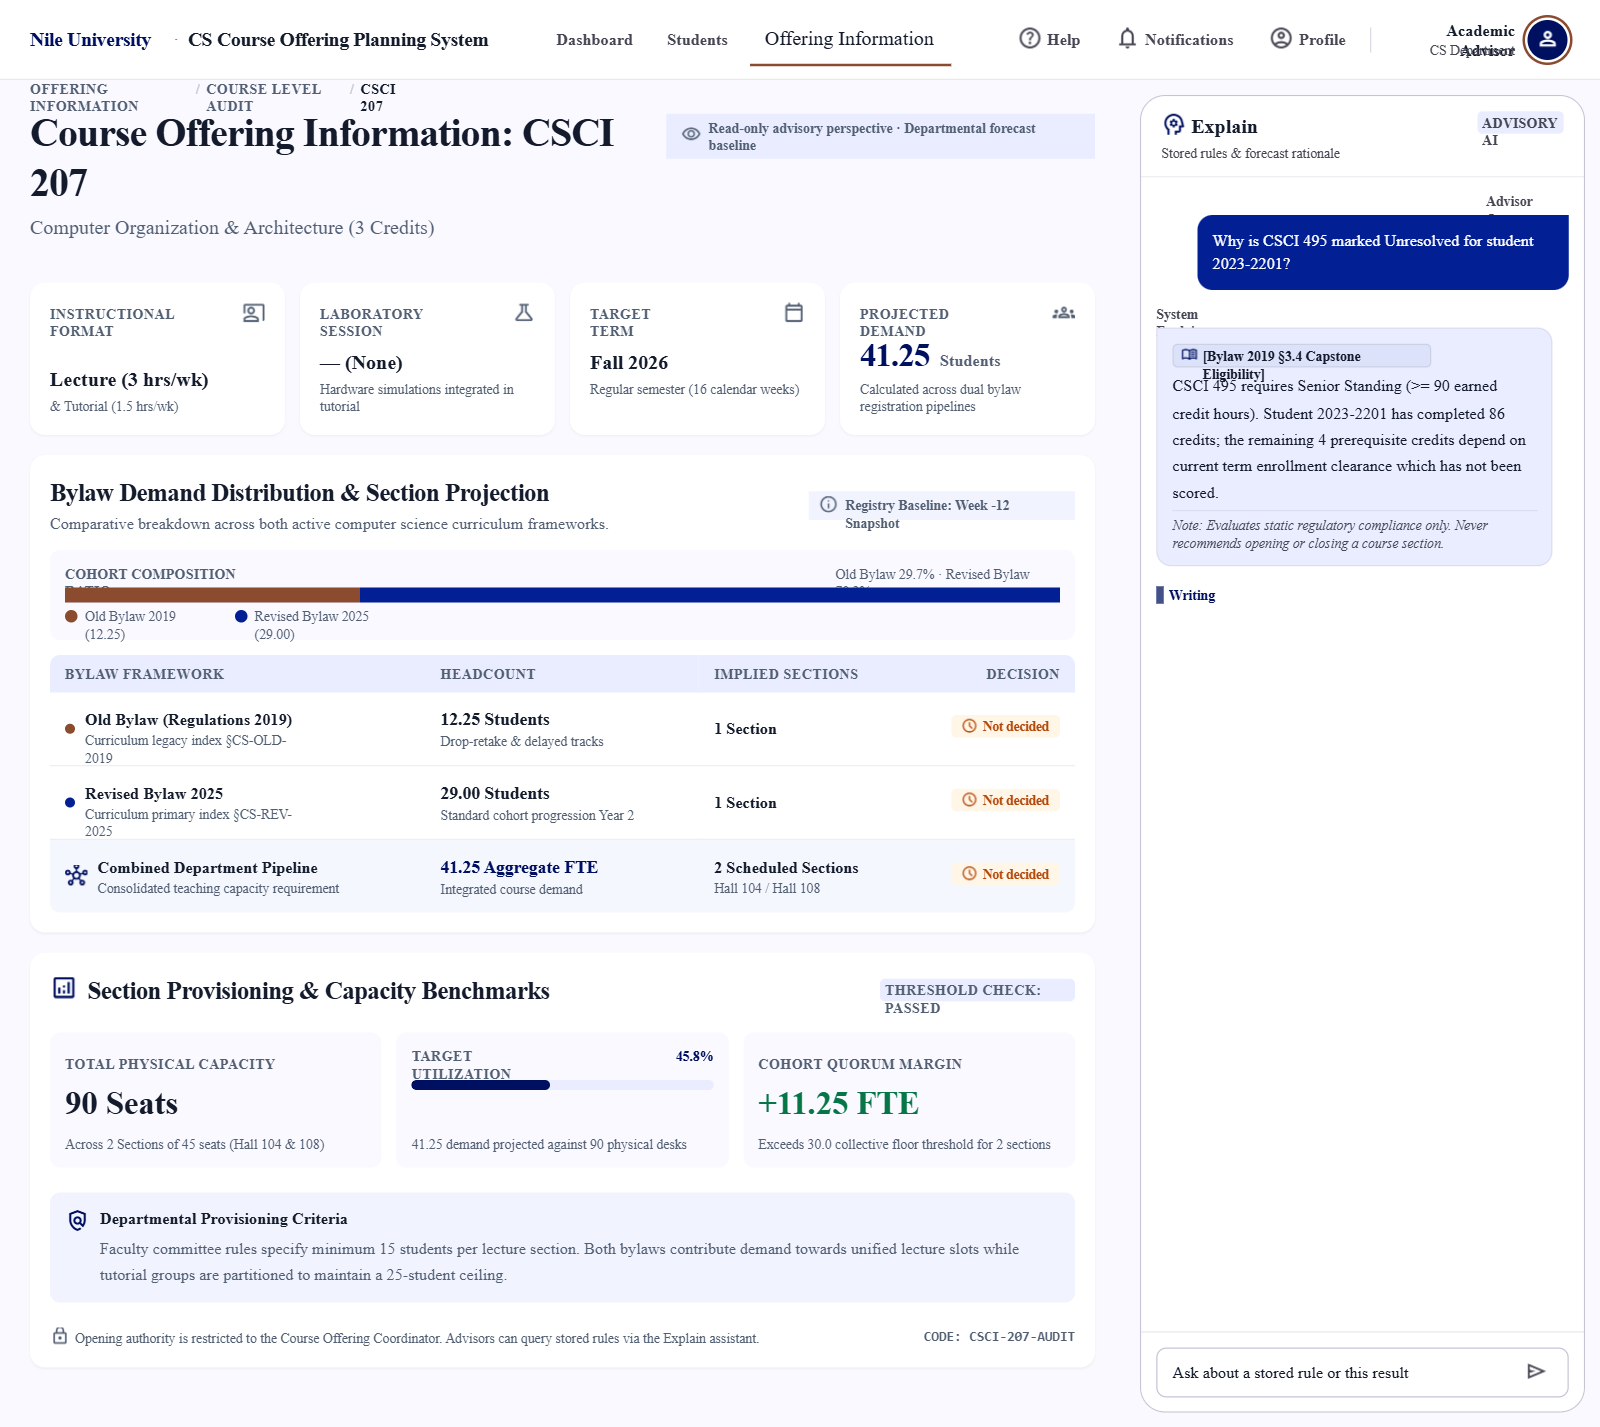 Nile University · CS Course Offering Planning System
Dashboard
Students
Offering Information
Help
Notifications
Profile
Academic
Advisor
CS Department
OFFERING
INFORMATION
/ COURSE LEVEL
AUDIT
/ CSCI
207
Course Offering Information: CSCI
207
Computer Organization & Architecture (3 Credits)
Read-only advisory perspective · Departmental forecast
baseline
INSTRUCTIONAL
FORMAT
Lecture (3 hrs/wk)
& Tutorial (1.5 hrs/wk)
LABORATORY
SESSION
— (None)
Hardware simulations integrated in
tutorial
TARGET
TERM
Fall 2026
Regular semester (16 calendar weeks)
PROJECTED
DEMAND
41.25 Students
Calculated across dual bylaw
registration pipelines
Bylaw Demand Distribution & Section Projection
Comparative breakdown across both active computer science curriculum frameworks.
Registry Baseline: Week -12
Snapshot
COHORT COMPOSITION
Old Bylaw 29.7% · Revised Bylaw
Old Bylaw 2019
(12.25)
Revised Bylaw 2025
(29.00)
BYLAW FRAMEWORK HEADCOUNT IMPLIED SECTIONS DECISION
Old Bylaw (Regulations 2019)
Curriculum legacy index §CS-OLD-
2019
12.25 Students
Drop-retake & delayed tracks
1 Section
Not decided
Revised Bylaw 2025
Curriculum primary index §CS-REV-
2025
29.00 Students
Standard cohort progression Year 2
1 Section
Not decided
Combined Department Pipeline
Consolidated teaching capacity requirement
41.25 Aggregate FTE
Integrated course demand
2 Scheduled Sections
Hall 104 / Hall 108
Not decided
Section Provisioning & Capacity Benchmarks
THRESHOLD CHECK:
PASSED
TOTAL PHYSICAL CAPACITY
90 Seats
Across 2 Sections of 45 seats (Hall 104 & 108)
TARGET
UTILIZATION
45.8%
41.25 demand projected against 90 physical desks
COHORT QUORUM MARGIN
+11.25 FTE
Exceeds 30.0 collective floor threshold for 2 sections
Departmental Provisioning Criteria
Faculty committee rules specify minimum 15 students per lecture section. Both bylaws contribute demand towards unified lecture slots while
tutorial groups are partitioned to maintain a 25-student ceiling.
Opening authority is restricted to the Course Offering Coordinator. Advisors can query stored rules via the Explain assistant.
CODE: CSCI-207-AUDIT
Explain
Stored rules & forecast rationale
ADVISORY
AI
Advisor
Why is CSCI 495 marked Unresolved for student
2023-2201?
System
[Bylaw 2019 §3.4 Capstone
Eligibility]
CSCI 495 requires Senior Standing (>= 90 earned
credit hours). Student 2023-2201 has completed 86
credits; the remaining 4 prerequisite credits depend on
current term enrollment clearance which has not been
scored.
Note: Evaluates static regulatory compliance only. Never
recommends opening or closing a course section.
Writing
Ask about a stored rule or this result